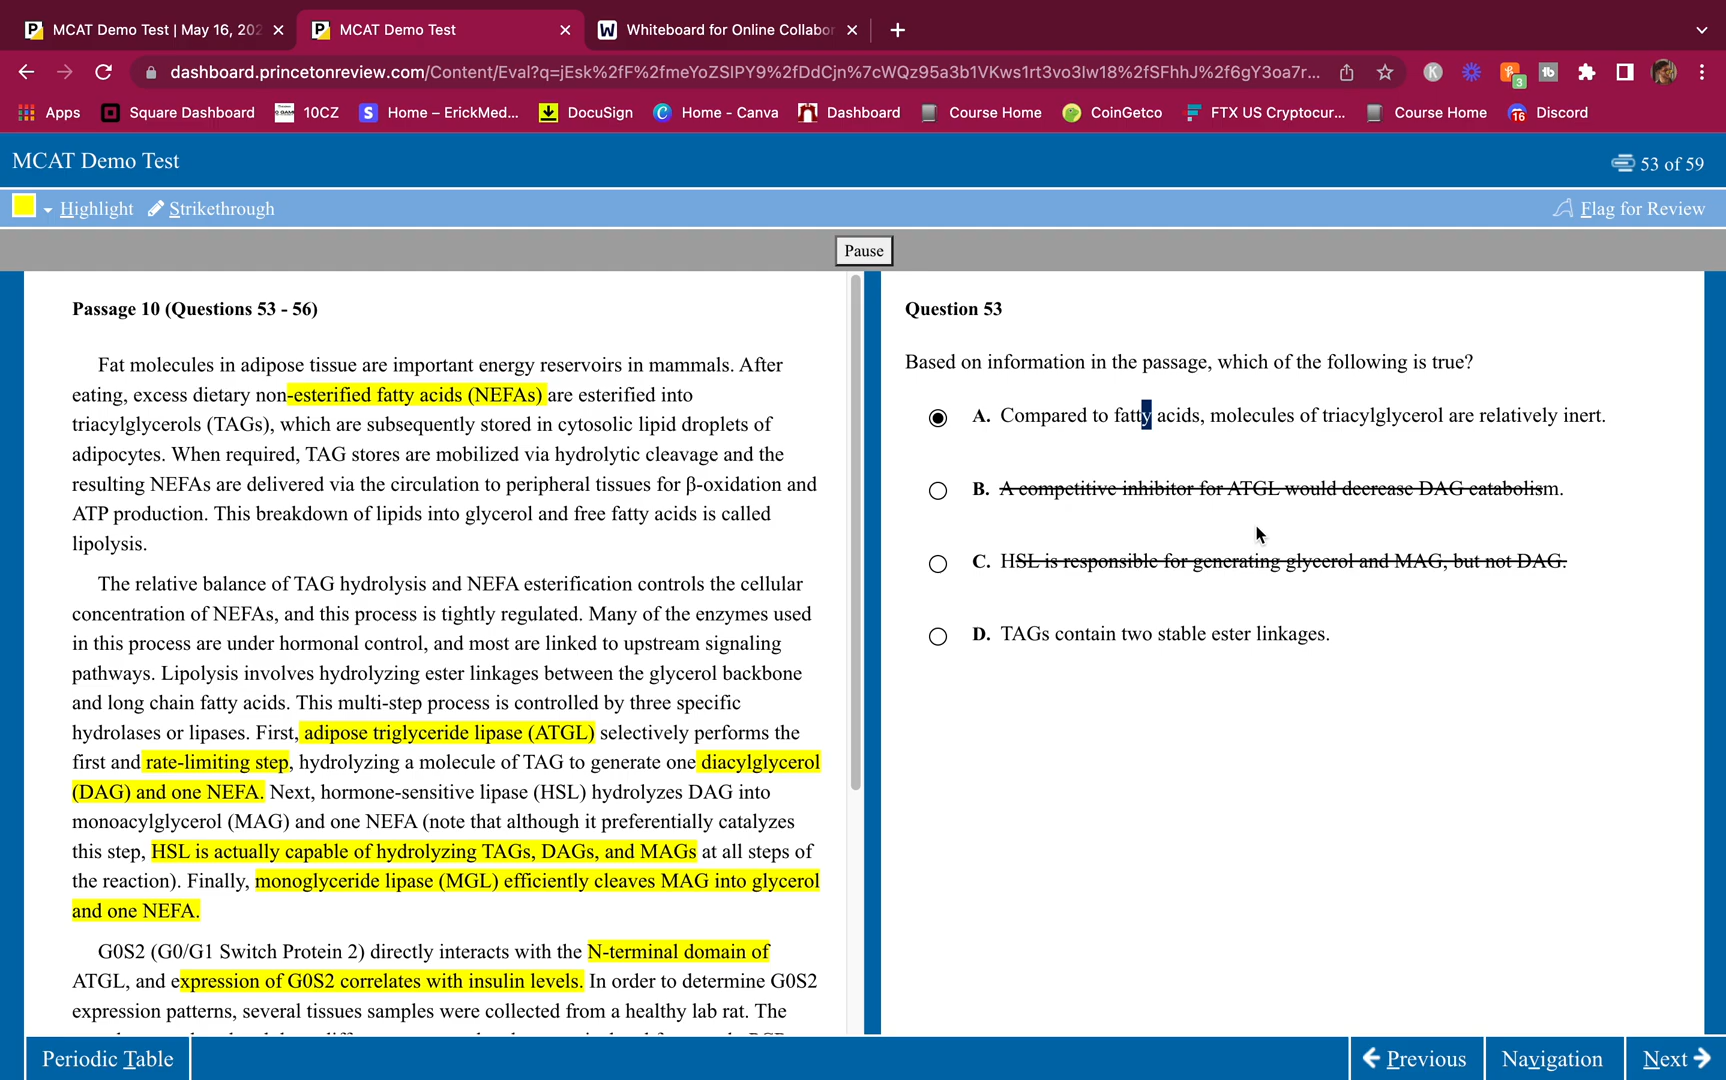 MCAT Demo Test | May 16, 202
MCAT Demo Test
Whiteboard for Online Collabor
dashboard.princetonreview.com/Content/Eval?q=jEsk%2fF%2fmeYoZSIPY9%2fDdCjn%7cWQz95a3b1VKws1rt3vo3lw18%2fSFhhJ%2f6gY3oa7r...
Apps
Square Dashboard
10CZ
Home – ErickMed...
DocuSign
Home - Canva
Dashboard
Course Home
CoinGetco
FTX US Cryptocur...
Course Home
Discord
MCAT Demo Test
53 of 59
Highlight
Strikethrough
Flag for Review
Pause
Passage 10 (Questions 53 - 56)
Fat molecules in adipose tissue are important energy reservoirs in mammals. After
eating, excess dietary non-esterified fatty acids (NEFAs) are esterified into
triacylglycerols (TAGs), which are subsequently stored in cytosolic lipid droplets of
adipocytes. When required, TAG stores are mobilized via hydrolytic cleavage and the
resulting NEFAs are delivered via the circulation to peripheral tissues for β-oxidation and
ATP production. This breakdown of lipids into glycerol and free fatty acids is called
lipolysis.
The relative balance of TAG hydrolysis and NEFA esterification controls the cellular
concentration of NEFAs, and this process is tightly regulated. Many of the enzymes used
in this process are under hormonal control, and most are linked to upstream signaling
pathways. Lipolysis involves hydrolyzing ester linkages between the glycerol backbone
and long chain fatty acids. This multi-step process is controlled by three specific
hydrolases or lipases. First, adipose triglyceride lipase (ATGL) selectively performs the
first and rate-limiting step, hydrolyzing a molecule of TAG to generate one diacylglycerol
(DAG) and one NEFA. Next, hormone-sensitive lipase (HSL) hydrolyzes DAG into
monoacylglycerol (MAG) and one NEFA (note that although it preferentially catalyzes
this step, HSL is actually capable of hydrolyzing TAGs, DAGs, and MAGs at all steps of
the reaction). Finally, monoglyceride lipase (MGL) efficiently cleaves MAG into glycerol
and one NEFA.
G0S2 (G0/G1 Switch Protein 2) directly interacts with the N-terminal domain of
ATGL, and expression of G0S2 correlates with insulin levels. In order to determine G0S2
expression patterns, several tissues samples were collected from a healthy lab rat. The
Question 53
Based on information in the passage, which of the following is true?
A. Compared to fatty acids, molecules of triacylglycerol are relatively inert.
B. A competitive inhibitor for ATGL would decrease DAG catabolism.
C. HSL is responsible for generating glycerol and MAG, but not DAG.
D. TAGs contain two stable ester linkages.
Periodic Table
Previous
Navigation
Next